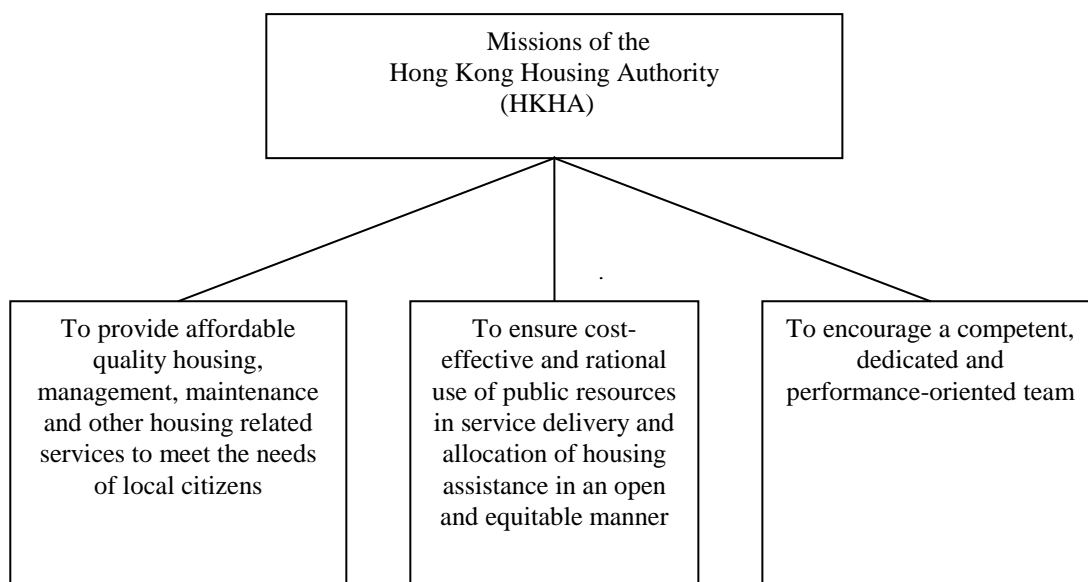 Missions of the
Hong Kong Housing Authority
(HKHA)
To provide affordable
quality housing,
management, maintenance
and other housing related
services to meet the needs
of local citizens
To ensure cost-
effective and rational
use of public resources
in service delivery and
allocation of housing
assistance in an open
and equitable manner
To encourage a competent,
dedicated and
performance-oriented team